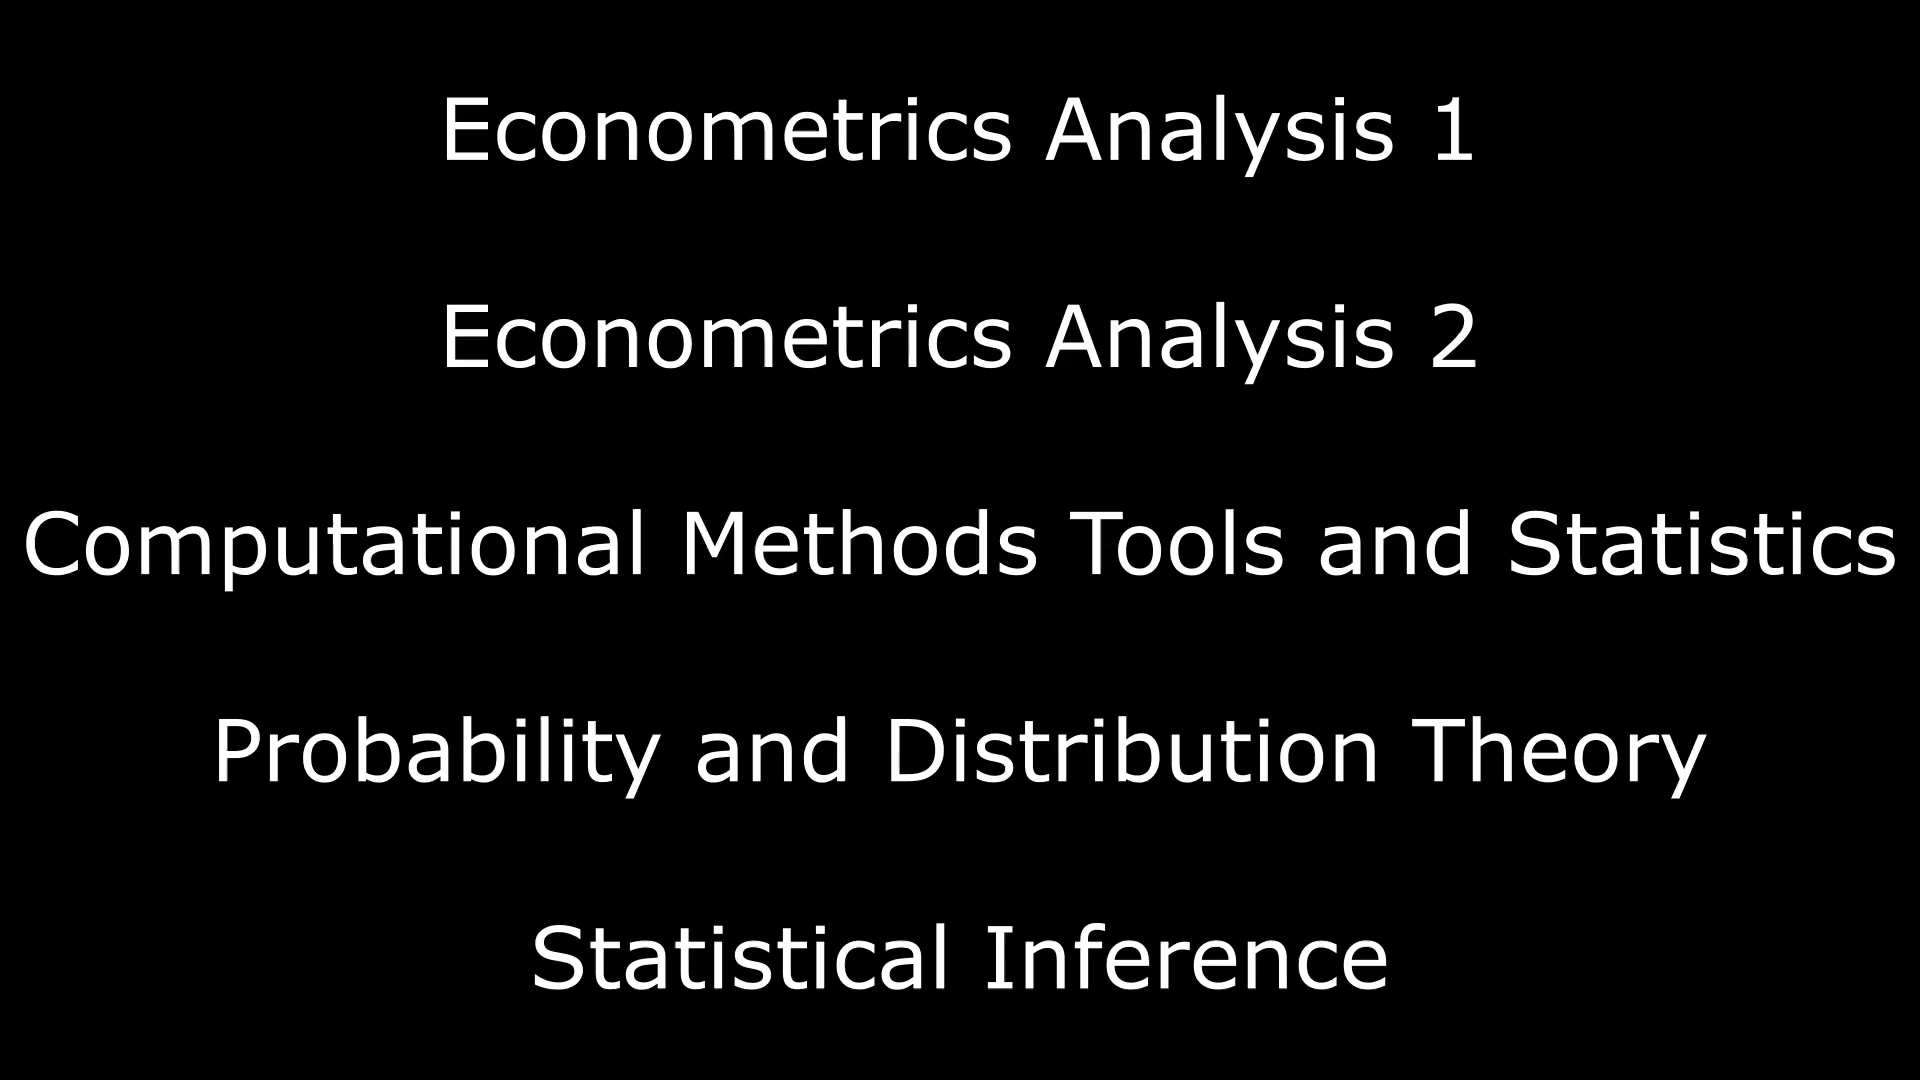 Econometrics Analysis 1
Econometrics Analysis 2
Computational Methods Tools and Statistics
Probability and Distribution Theory
Statistical Inference